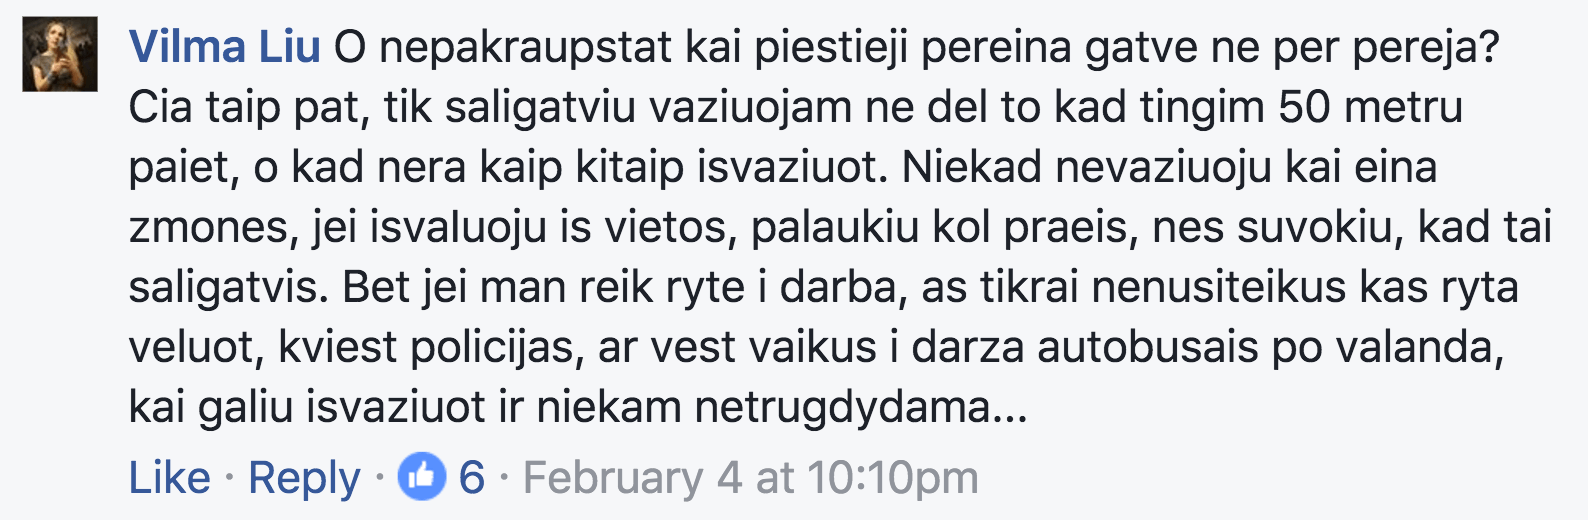 Vilma Liu O nepakraupstat kai piestieji pereina gatve ne per pereja?
Cia taip pat, tik saligatviu vaziuojam ne del to kad tingim 50 metru
paiet, o kad nera kaip kitaip isvaziuot. Niekad nevaziuoju kai eina
zmones, jei isvaluoju is vietos, palaukiu kol praeis, nes suvokiu, kad tai
saligatvis. Bet jei man reik ryte i darba, as tikrai nenusiteikus kas ryta
veluot, kviest policijas, ar vest vaikus i darza autobusais po valanda,
kai galiu isvaziuot ir niekam netrugdydama...
Like · Reply · 6 · February 4 at 10:10pm